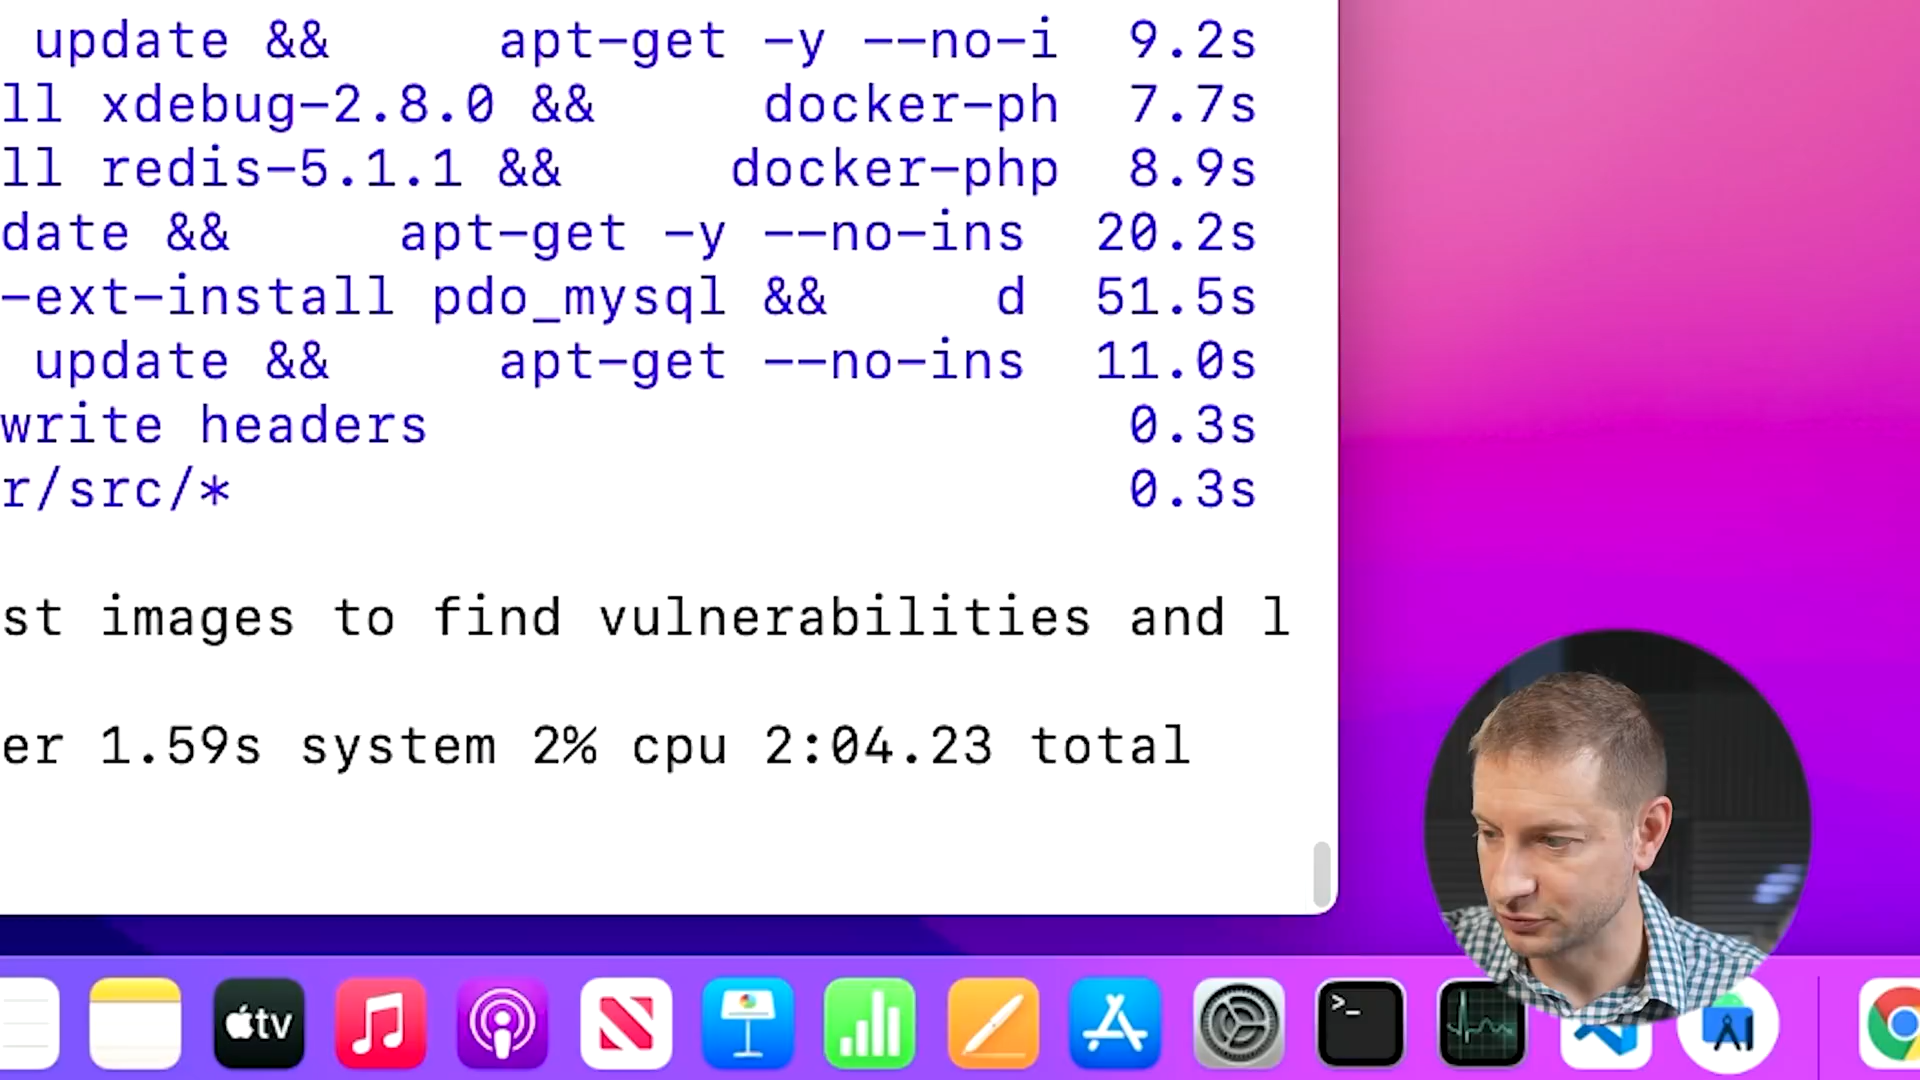 update &&     apt-get -y --no-i  9.2s
ll xdebug-2.8.0 &&     docker-ph  7.7s
ll redis-5.1.1 &&     docker-php  8.9s
date &&     apt-get -y --no-ins  20.2s
-ext-install pdo_mysql &&     d  51.5s
update &&     apt-get --no-ins  11.0s
write headers  0.3s
r/src/*  0.3s
st images to find vulnerabilities and l
er 1.59s system 2% cpu 2:04.23 total
tv
>_